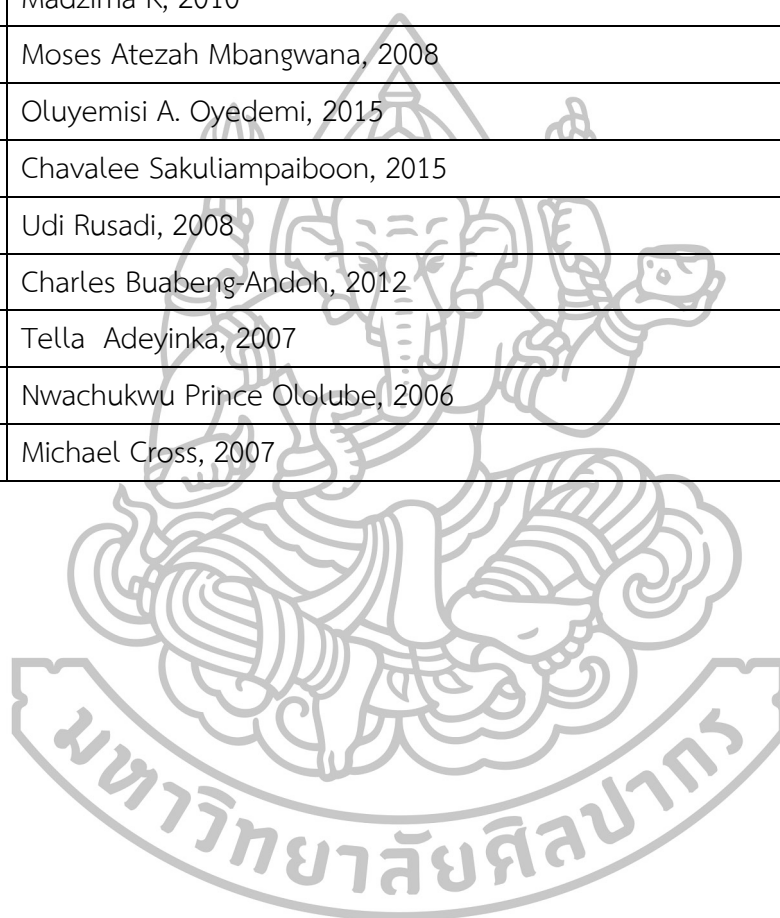 Madzima K, 2010
Moses Atezah Mbangwana, 2008
Oluyemisi A. Oyedemi, 2015
Chavalee Sakuliampaiboon, 2015
Udi Rusadi, 2008
Charles Buabeng-Andoh, 2012
Tella  Adeyinka, 2007
Nwachukwu Prince Ololube, 2006
Michael Cross, 2007
มหาวิทยาลัยศิลปากร